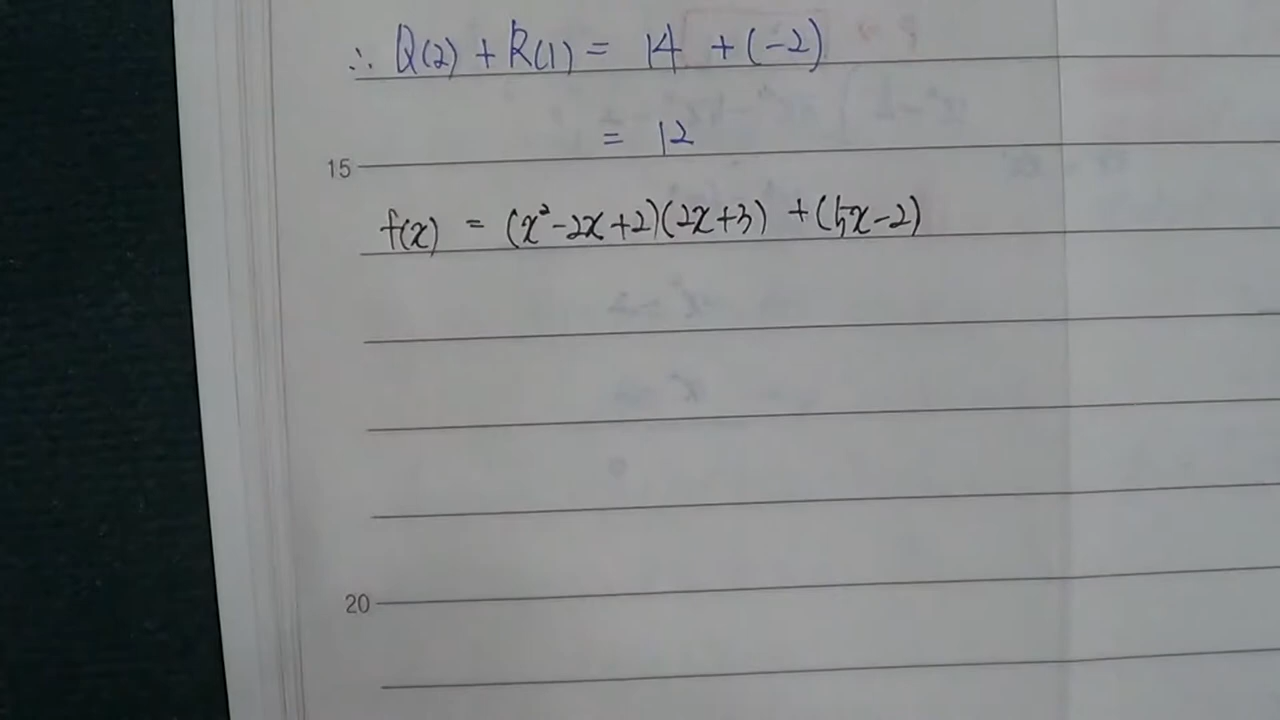 ∴ Q(2) + R(1) = 14 + (-2)
= 12
15
f(x) = (x²-2x+2)(2x+3) + (5x-2)
20